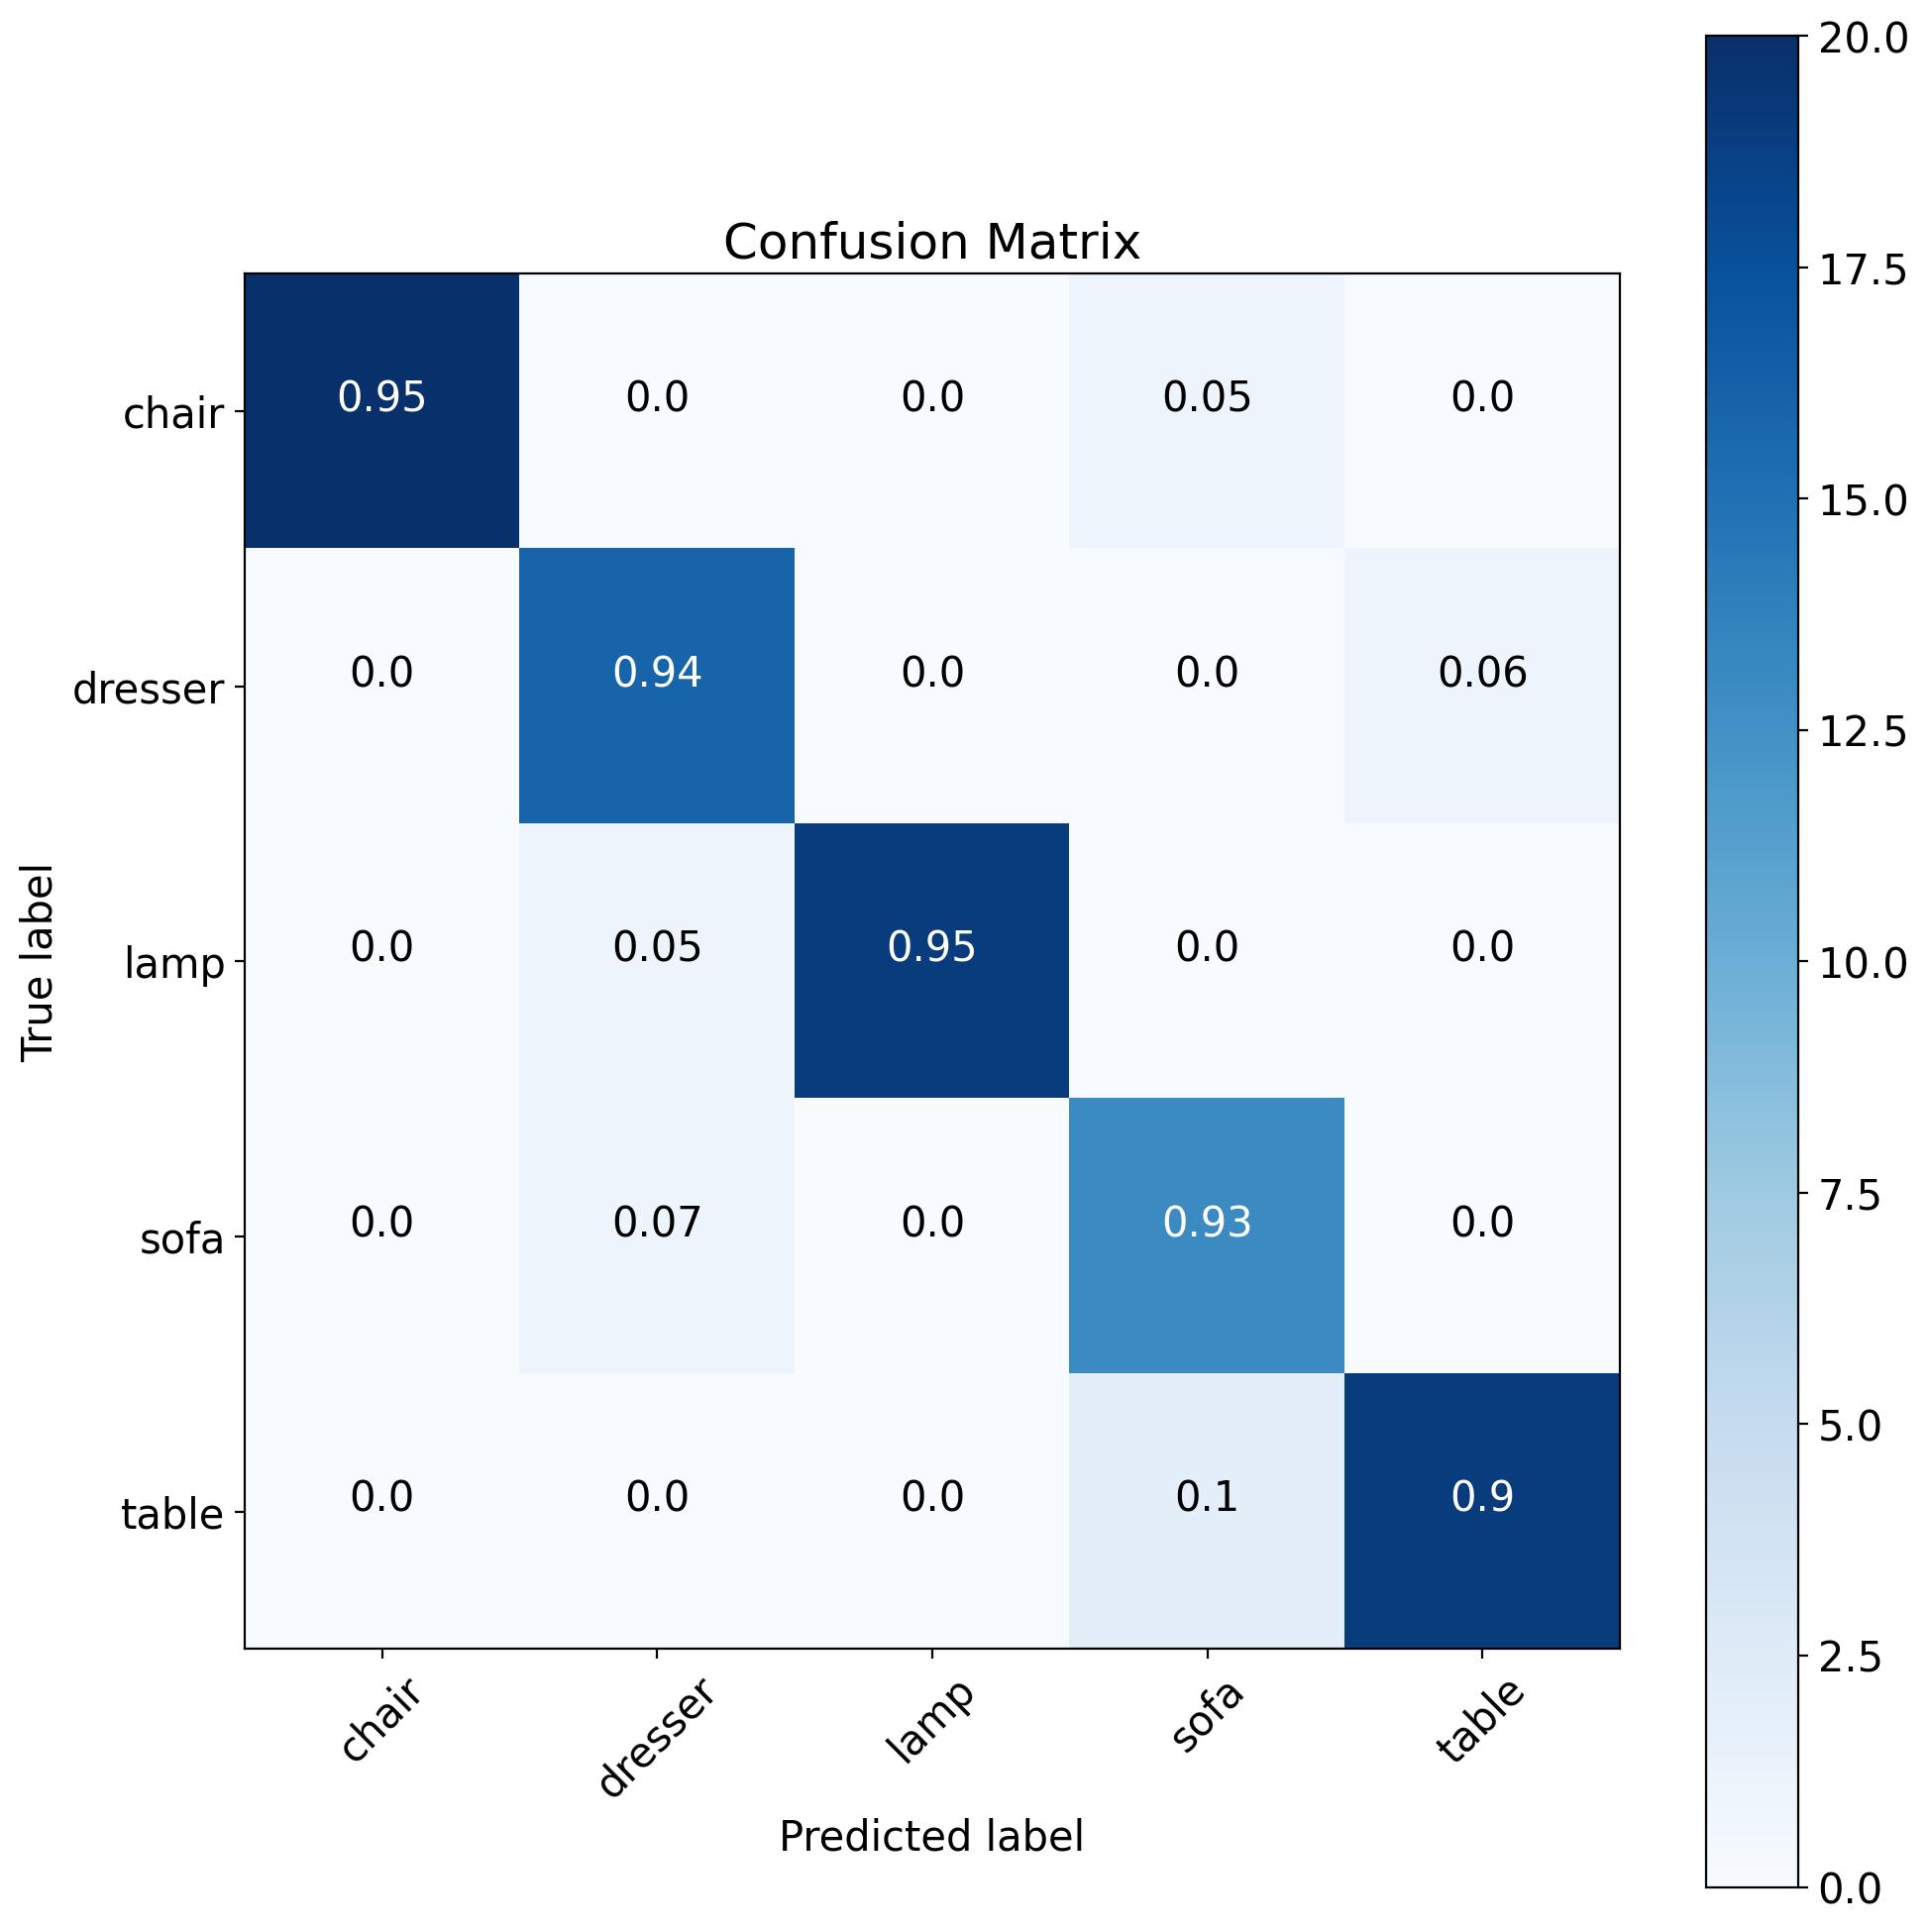 Confusion Matrix
True label
chair 0.95 0.0 0.0 0.05 0.0
dresser 0.0 0.94 0.0 0.0 0.06
lamp 0.0 0.05 0.95 0.0 0.0
sofa 0.0 0.07 0.0 0.93 0.0
table 0.0 0.0 0.0 0.1 0.9
chair dresser lamp sofa table
Predicted label
20.0
17.5
15.0
12.5
10.0
7.5
5.0
2.5
0.0